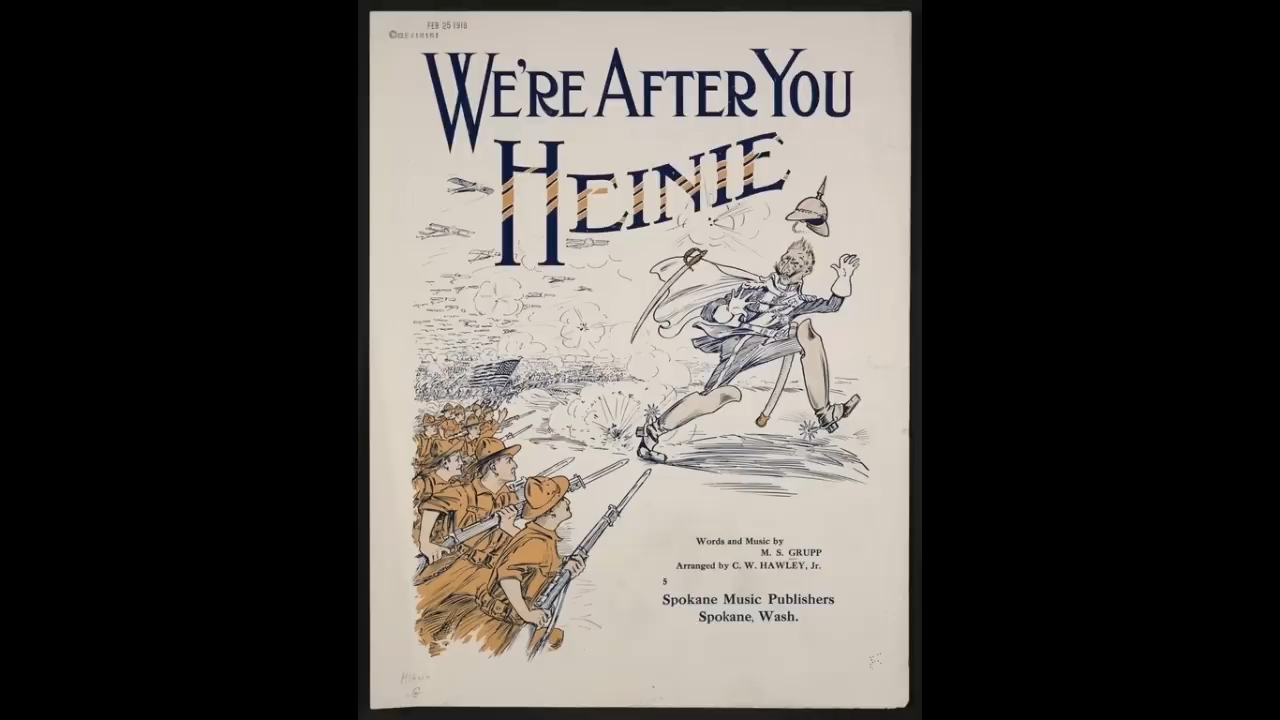 FEB 25 1918
WE'RE AFTER YOU
HEINIE
Words and Music by
M. S. GRUPP
Arranged by C. W. HAWLEY, Jr.
5
Spokane Music Publishers
Spokane, Wash.